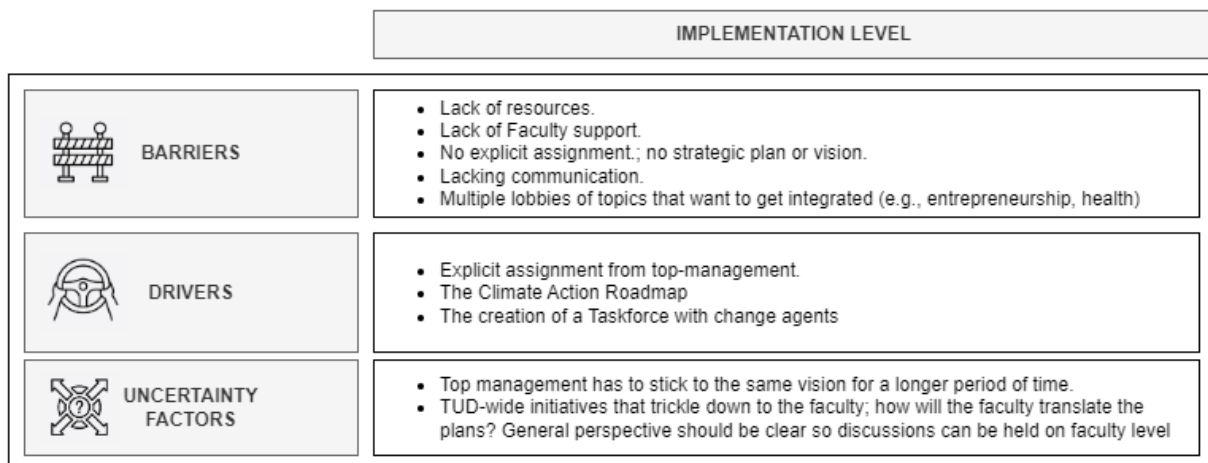 IMPLEMENTATION LEVEL
BARRIERS
• Lack of resources.
• Lack of Faculty support.
• No explicit assignment.; no strategic plan or vision.
• Lacking communication.
• Multiple lobbies of topics that want to get integrated (e.g., entrepreneurship, health)
DRIVERS
• Explicit assignment from top-management.
• The Climate Action Roadmap
• The creation of a Taskforce with change agents
?
UNCERTAINTY
FACTORS
• Top management has to stick to the same vision for a longer period of time.
• TUD-wide initiatives that trickle down to the faculty; how will the faculty translate the
plans? General perspective should be clear so discussions can be held on faculty level